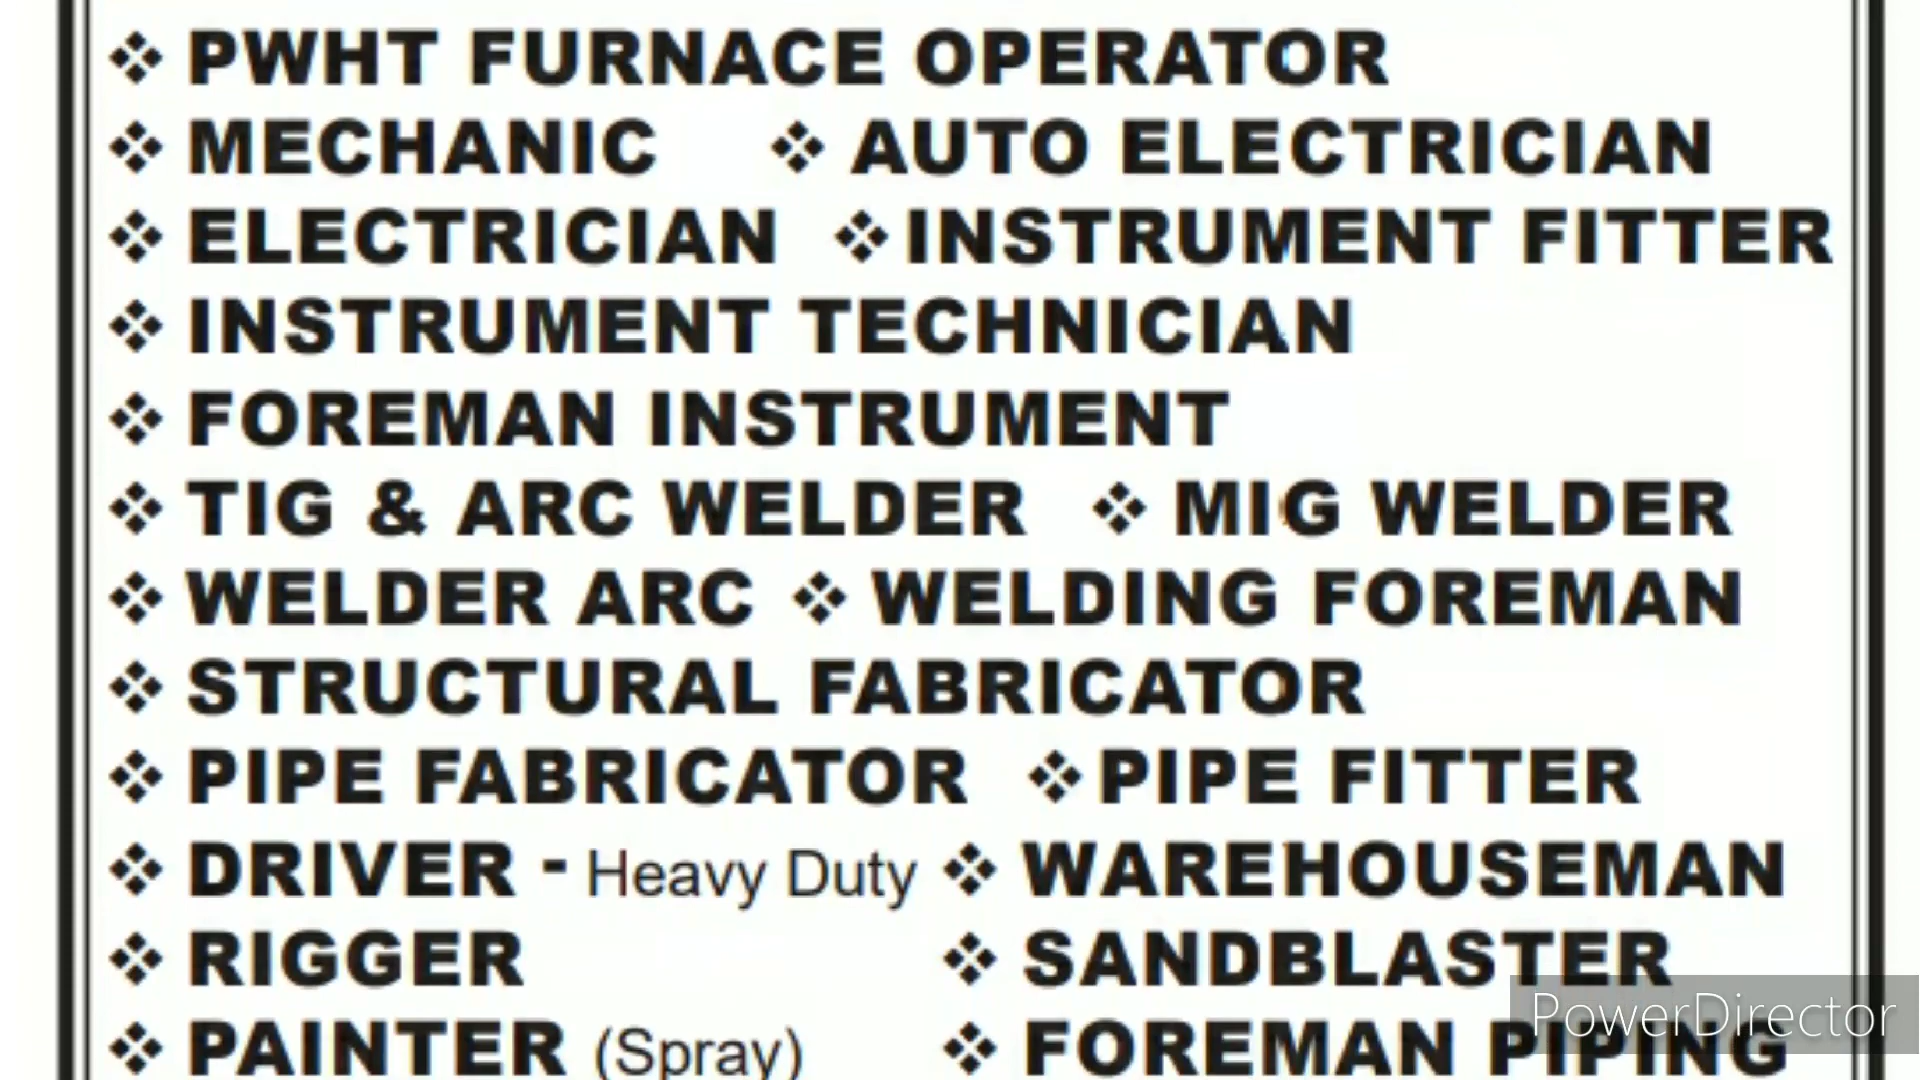 ❖ PWHT FURNACE OPERATOR
❖ MECHANIC ❖ AUTO ELECTRICIAN
❖ ELECTRICIAN ❖ INSTRUMENT FITTER
❖ INSTRUMENT TECHNICIAN
❖ FOREMAN INSTRUMENT
❖ TIG & ARC WELDER ❖ MIG WELDER
❖ WELDER ARC ❖ WELDING FOREMAN
❖ STRUCTURAL FABRICATOR
❖ PIPE FABRICATOR ❖ PIPE FITTER
❖ DRIVER - Heavy Duty ❖ WAREHOUSEMAN
❖ RIGGER ❖ SANDBLASTER
❖ PAINTER (Spray) ❖ FOREMAN PIPING
PowerDirector